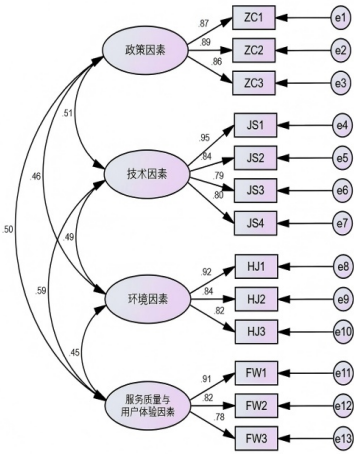 .87 ZC1 e1
政策因素 .89 ZC2 e2
.86 ZC3 e3
.51
.95 JS1 e4
.84 JS2 e5
技术因素 .79 JS3 e6
.80 JS4 e7
.46
.50
.49
.59
.92 HJ1 e8
环境因素 .84 HJ2 e9
.82 HJ3 e10
.45
.91 FW1 e11
服务质量与
用户体验因素 .82 FW2 e12
.78 FW3 e13